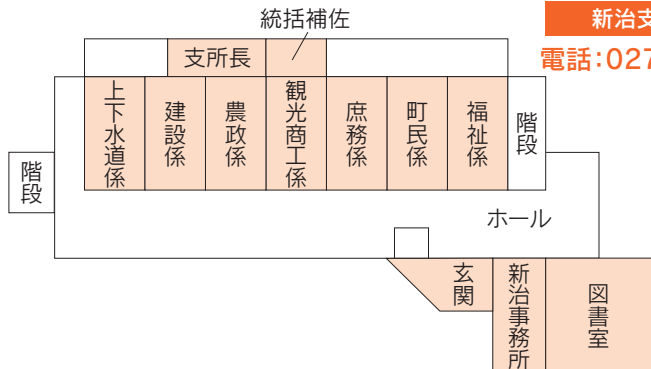 統括補佐
新治支
電話:027
支所長
上下水道係
建設係
農政係
観光商工係
庶務係
町民係
福祉係
階段
階段
ホール
玄関
新治事務所
図書室